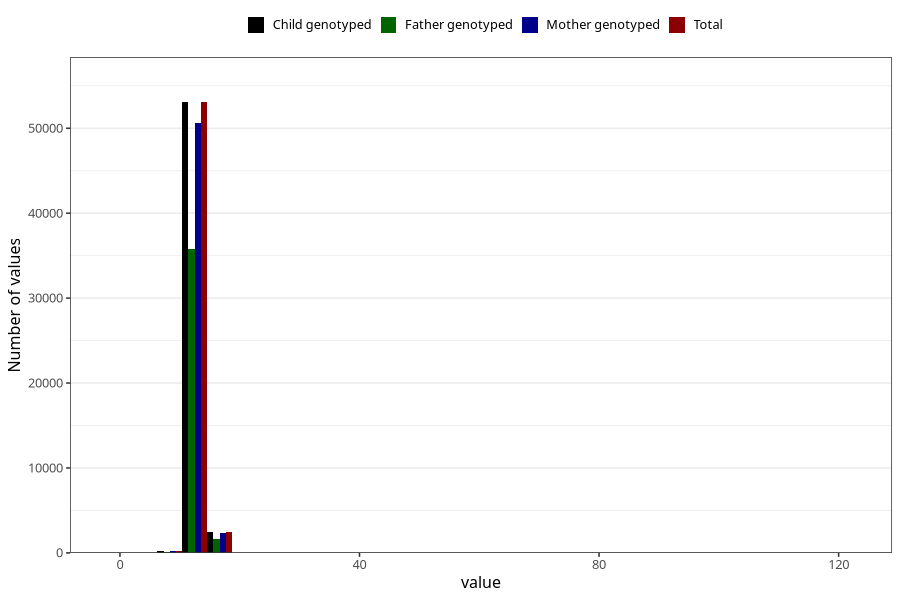 Child genotyped Father genotyped Mother genotyped Total
Number of values
50000
40000
30000
20000
10000
0
0 40 80 120
value